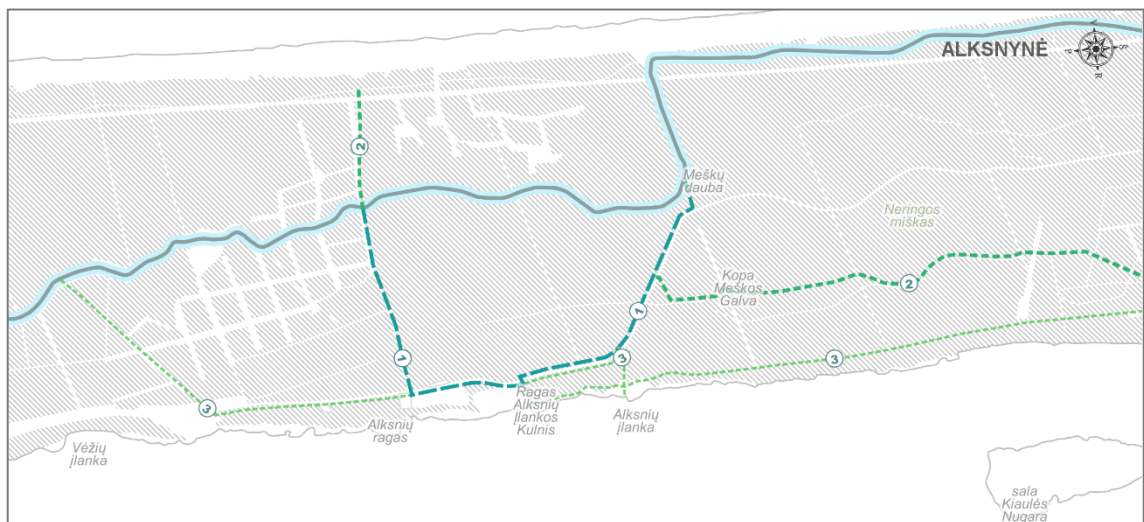 ALKSNYNĖ
V
Š
P
R
2
Meškų
dauba
Neringos
miškas
Kopa
Meškos
Galva
2
1
1
3
3
3
Ragas
Alksnių
Įlankos
Kulnis
Alksnių
ragas
Alksnių
įlanka
Vėžių
įlanka
sala
Kiaulės
Nugara